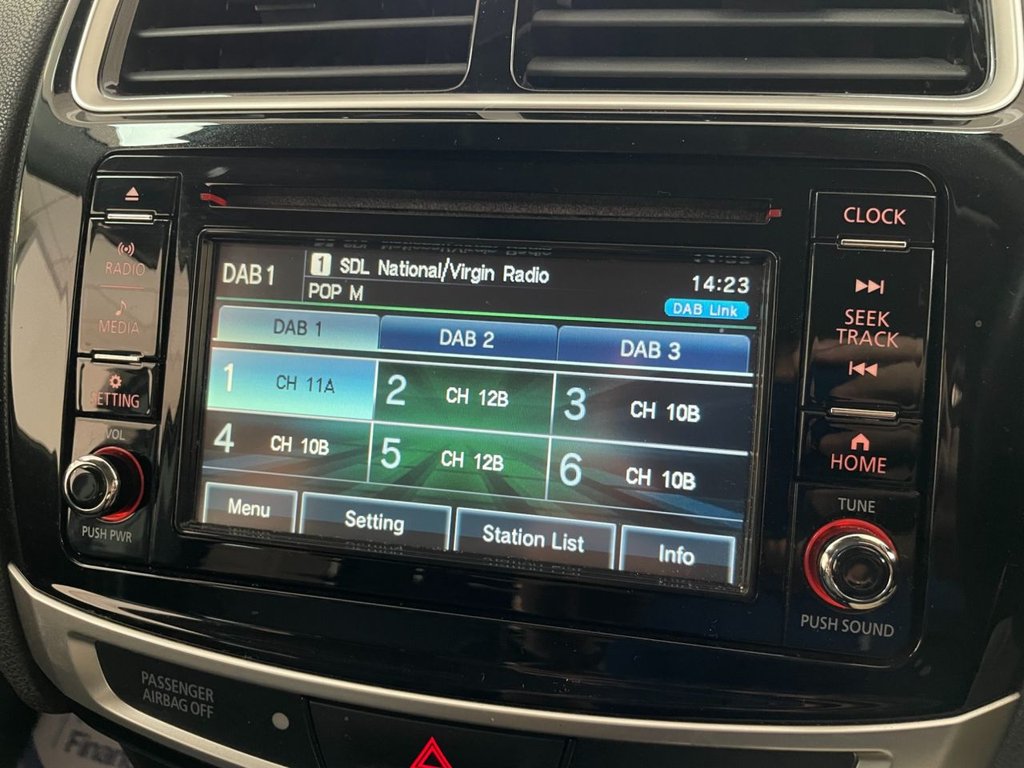 RADIO
MEDIA
SETTING
VOL
PUSH PWR
DAB1
1 SDL National/Virgin Radio
POP M
14:23
DAB Link
DAB 1 DAB 2 DAB 3
1 CH 11A 2 CH 12B 3 CH 10B
4 CH 10B 5 CH 12B 6 CH 10B
Menu Setting Station List Info
CLOCK
SEEK
TRACK
HOME
TUNE
PUSH SOUND
PASSENGER
AIRBAG OFF